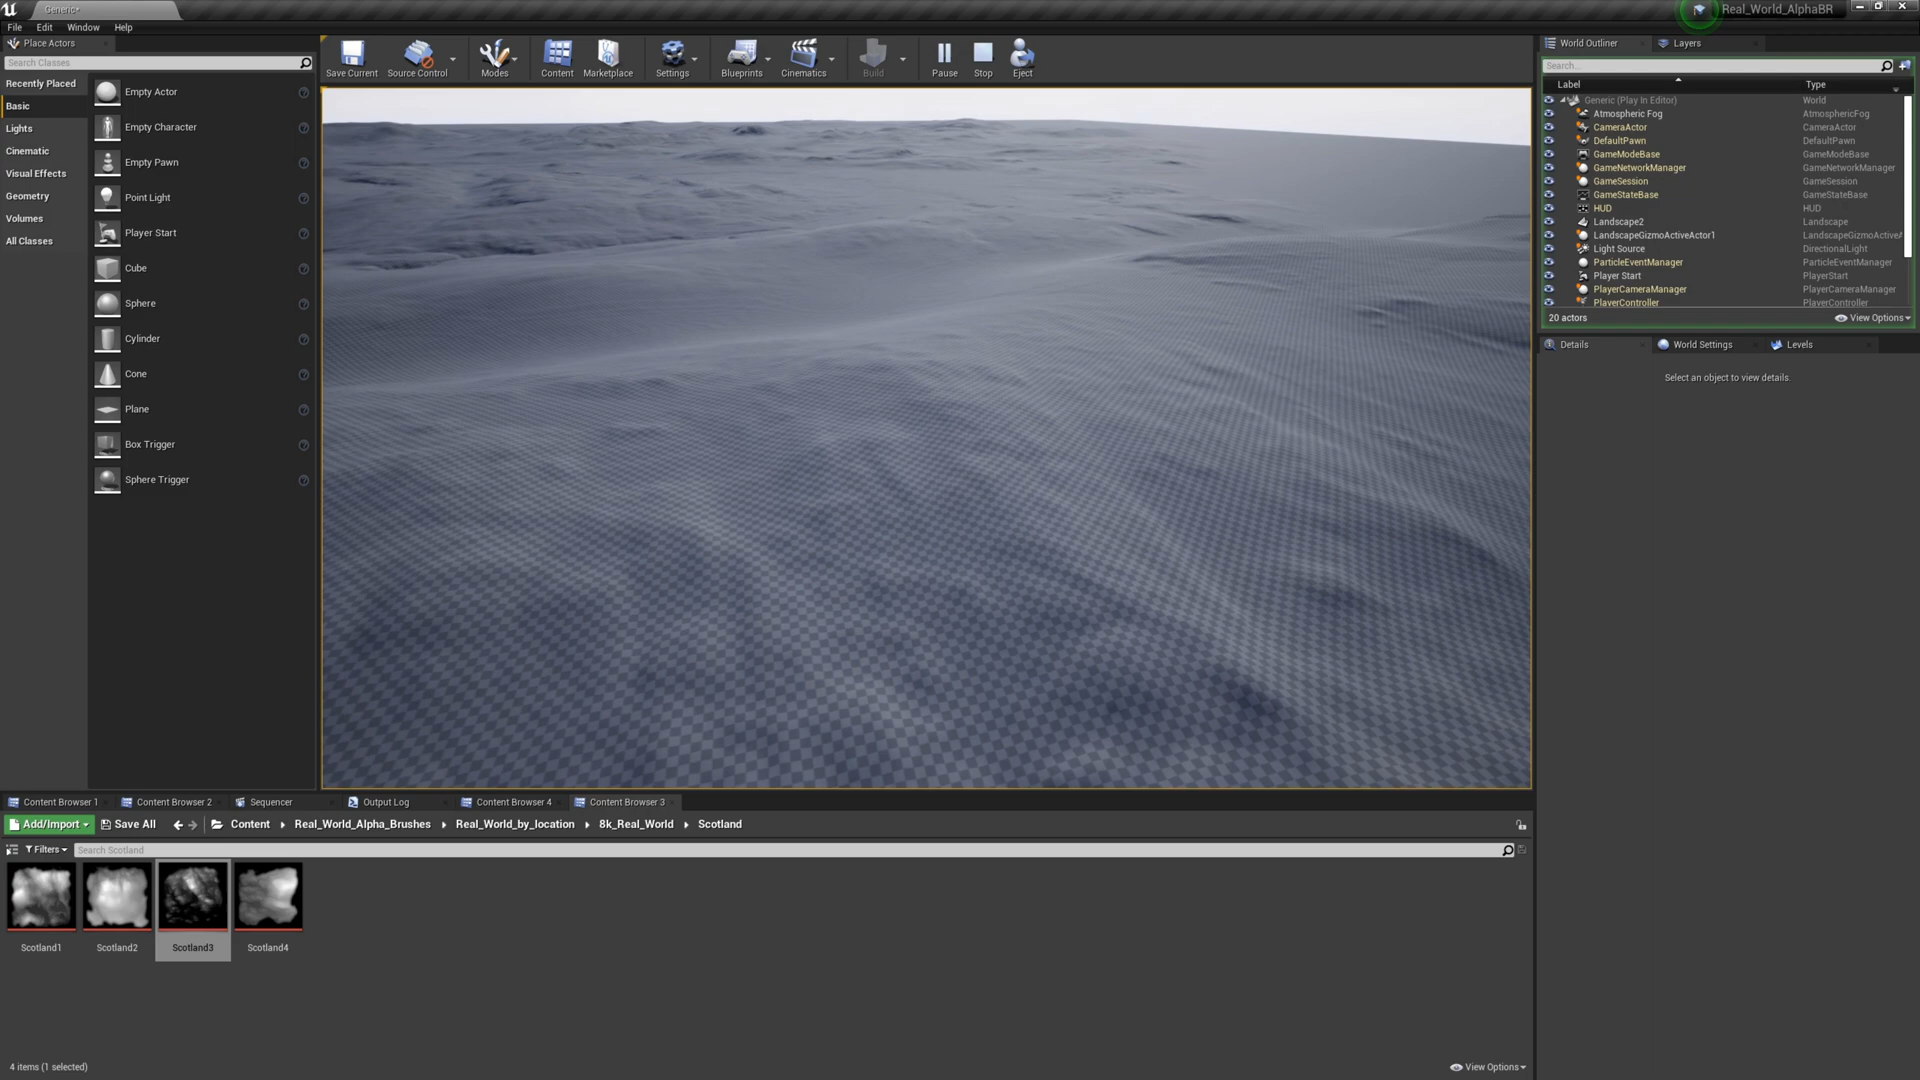 Generic*
Real_World_AlphaBR
File Edit Window Help
Place Actors
Search Classes
Recently Placed
Basic
Lights
Cinematic
Visual Effects
Geometry
Volumes
All Classes
Empty Actor
Empty Character
Empty Pawn
Point Light
Player Start
Cube
Sphere
Cylinder
Cone
Plane
Box Trigger
Sphere Trigger
Save Current Source Control Modes Content Marketplace Settings Blueprints Cinematics Build Pause Stop Eject
World Outliner Layers
Search...
Label Type
Generic (Play In Editor) World
Atmospheric Fog AtmosphericFog
CameraActor CameraActor
DefaultPawn DefaultPawn
GameModeBase GameModeBase
GameNetworkManager GameNetworkManager
GameSession GameSession
GameStateBase GameStateBase
HUD HUD
Landscape2 Landscape
LandscapeGizmoActiveActor1 LandscapeGizmoActiveA
Light Source DirectionalLight
ParticleEventManager ParticleEventManager
Player Start PlayerStart
PlayerCameraManager PlayerCameraManager
PlayerController PlayerController
20 actors View Options
Details World Settings Levels
Select an object to view details.
Content Browser 1 Content Browser 2 Sequencer Output Log Content Browser 4 Content Browser 3
Add/Import Save All Content Real_World_Alpha_Brushes Real_World_by_location 8k_Real_World Scotland
Filters Search Scotland
Scotland1 Scotland2 Scotland3 Scotland4
4 items (1 selected) View Options